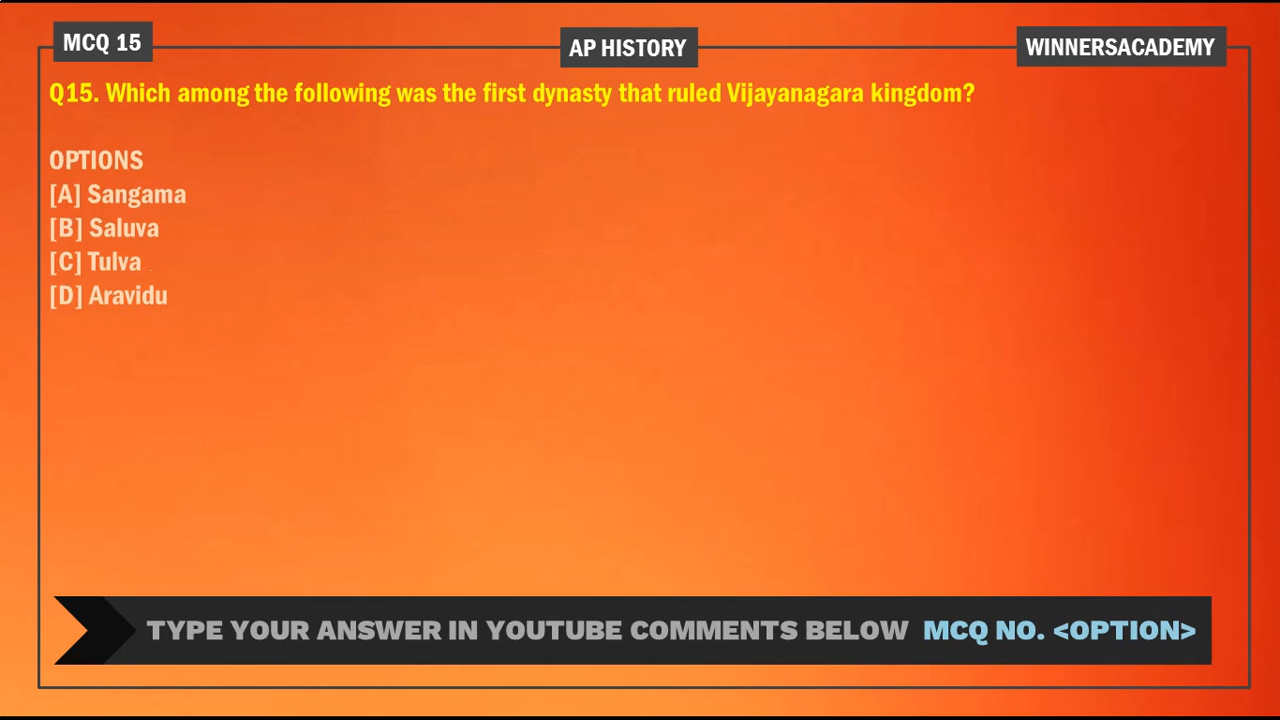 MCQ 15
AP HISTORY
WINNERSACADEMY
Q15. Which among the following was the first dynasty that ruled Vijayanagara kingdom?
OPTIONS
[A] Sangama
[B] Saluva
[C] Tulva
[D] Aravidu
TYPE YOUR ANSWER IN YOUTUBE COMMENTS BELOW MCQ NO. <OPTION>